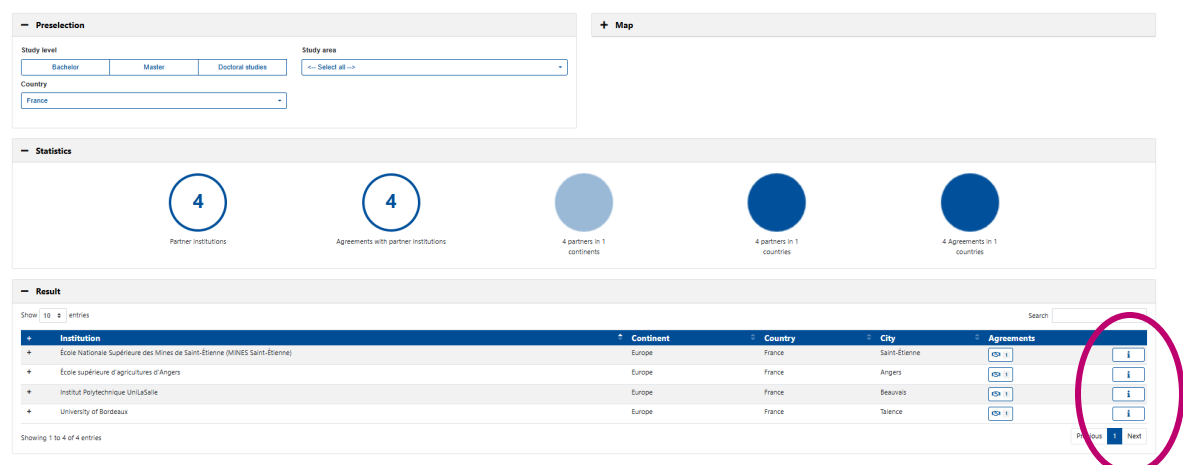 − Preselection
Study level
Bachelor Master Doctoral studies
Study area
<-- Select all -->
Country
France
+ Map
− Statistics
4
Partner institutions
4
Agreements with partner institutions
4 partners in 1
continents
4 partners in 1
countries
4 Agreements in 1
countries
− Result
Show 10 entries
Search
+ Institution Continent Country City Agreements
+ École Nationale Supérieure des Mines de Saint-Étienne (MINES Saint-Étienne) Europe France Saint-Étienne 1 i
+ École supérieure d'agricultures d'Angers Europe France Angers 1 i
+ Institut Polytechnique UniLaSalle Europe France Beauvais 1 i
+ University of Bordeaux Europe France Talence 1 i
Showing 1 to 4 of 4 entries
Previous 1 Next